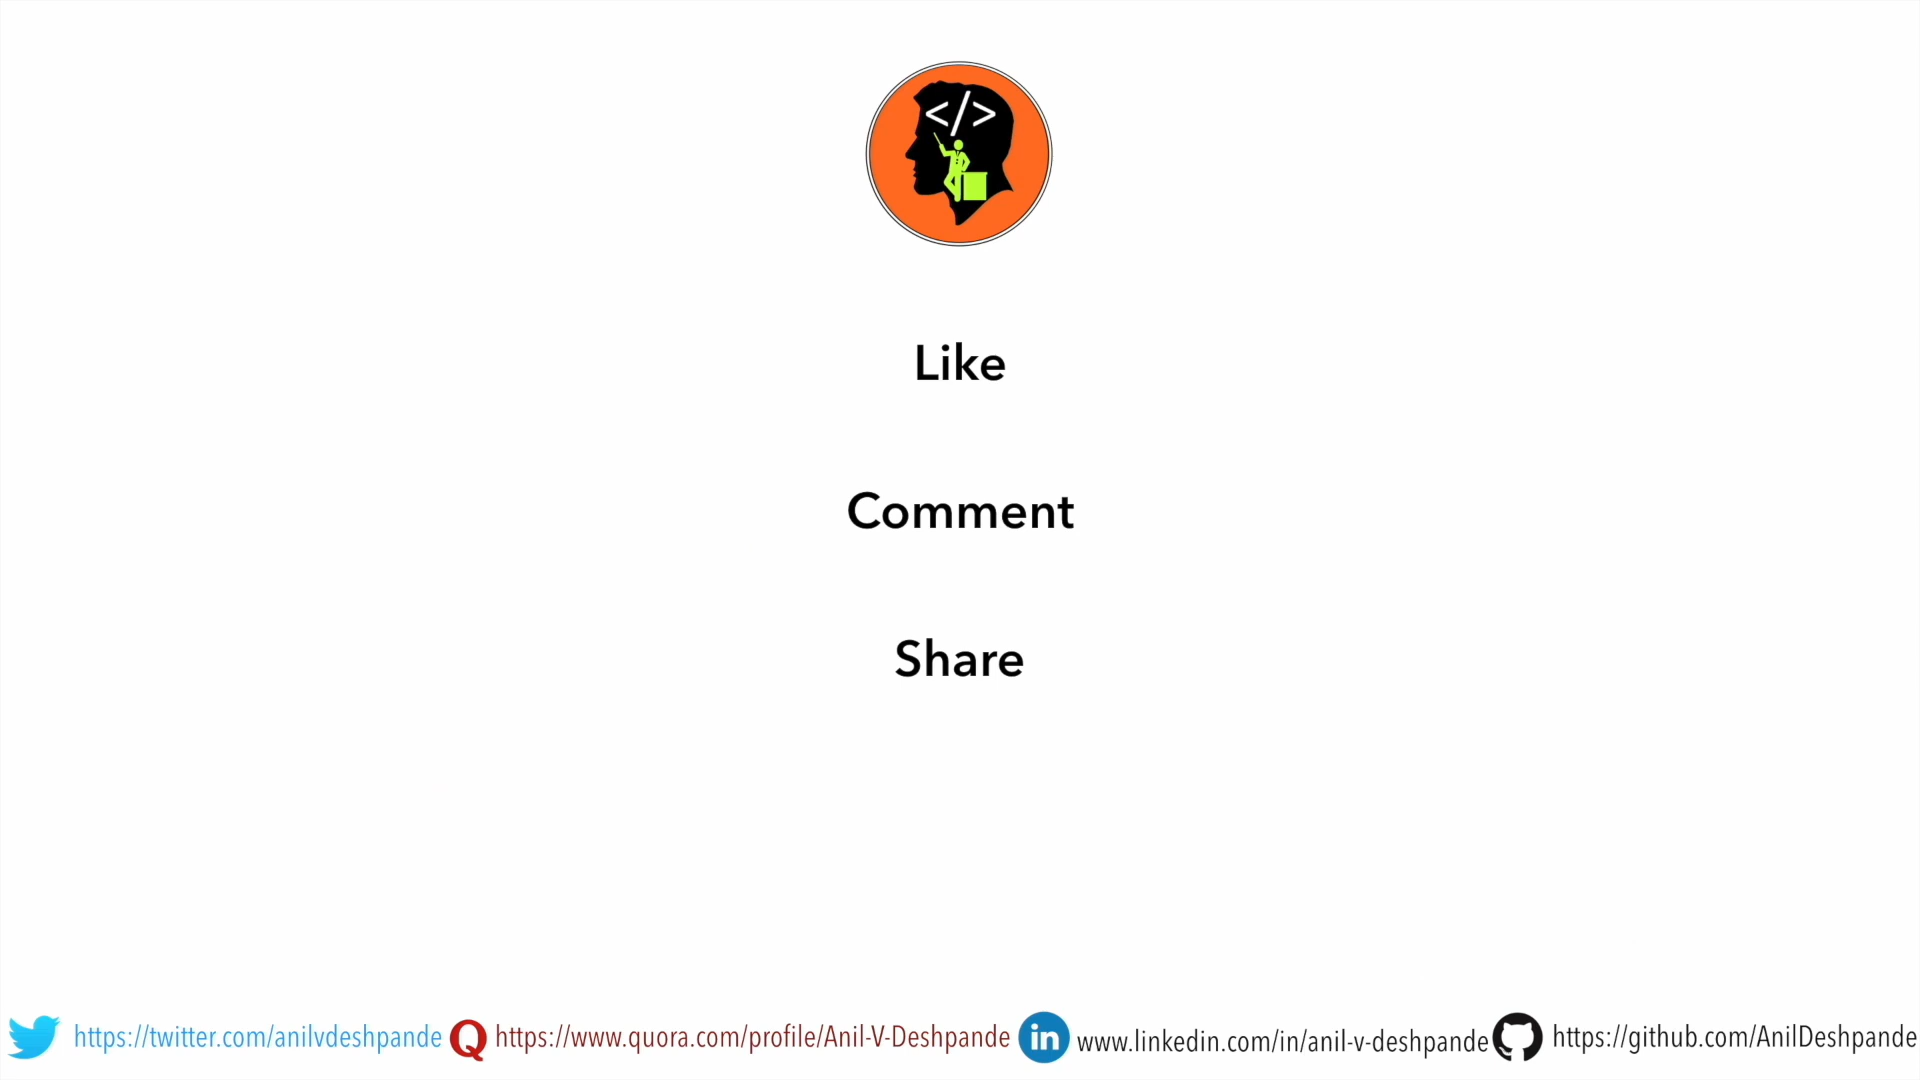 </>
Like
Comment
Share
https://twitter.com/anilvdeshpande
https://www.quora.com/profile/Anil-V-Deshpande
in
www.linkedin.com/in/anil-v-deshpande
https://github.com/AnilDeshpande